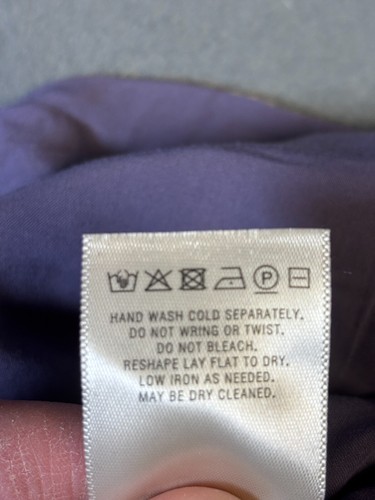 P
HAND WASH COLD SEPARATELY.
DO NOT WRING OR TWIST.
DO NOT BLEACH.
RESHAPE LAY FLAT TO DRY.
LOW IRON AS NEEDED.
MAY BE DRY CLEANED.